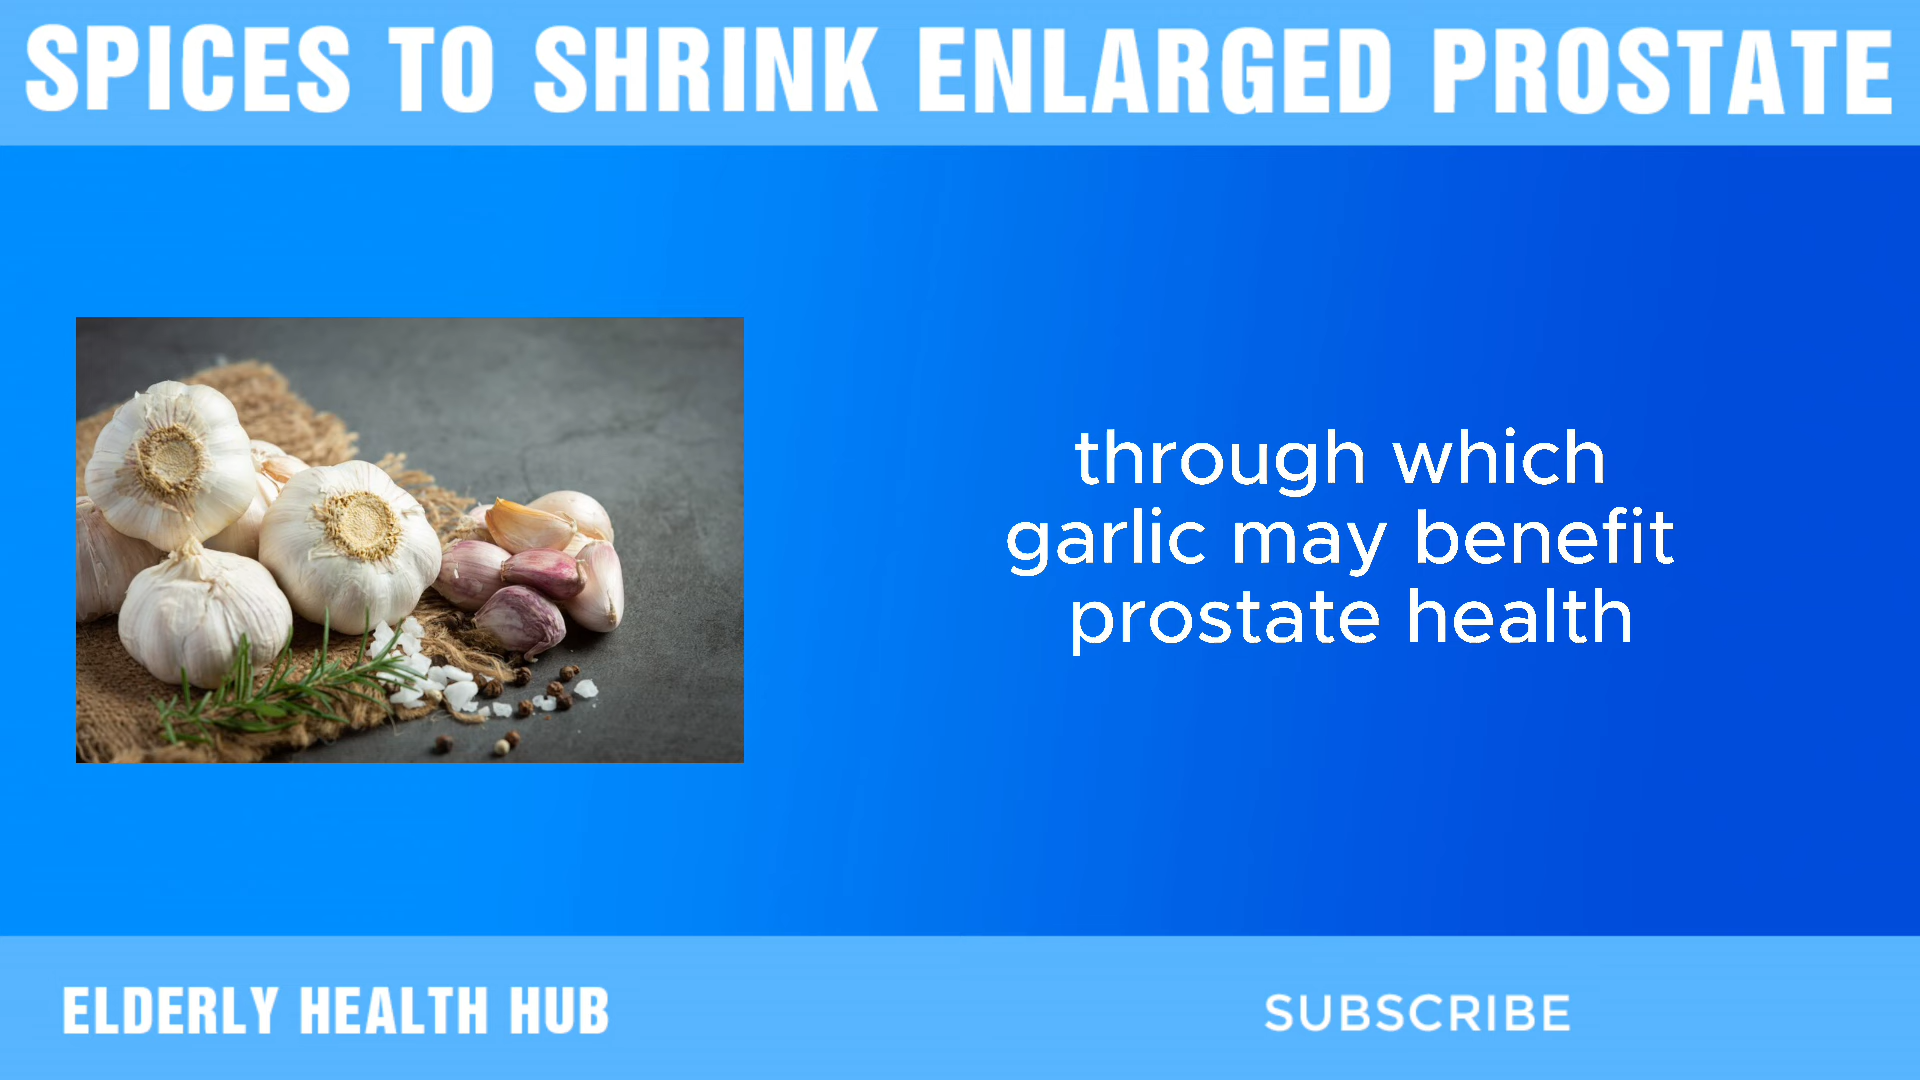 SPICES TO SHRINK ENLARGED PROSTATE
through which
garlic may benefit
prostate health
ELDERLY HEALTH HUB
SUBSCRIBE